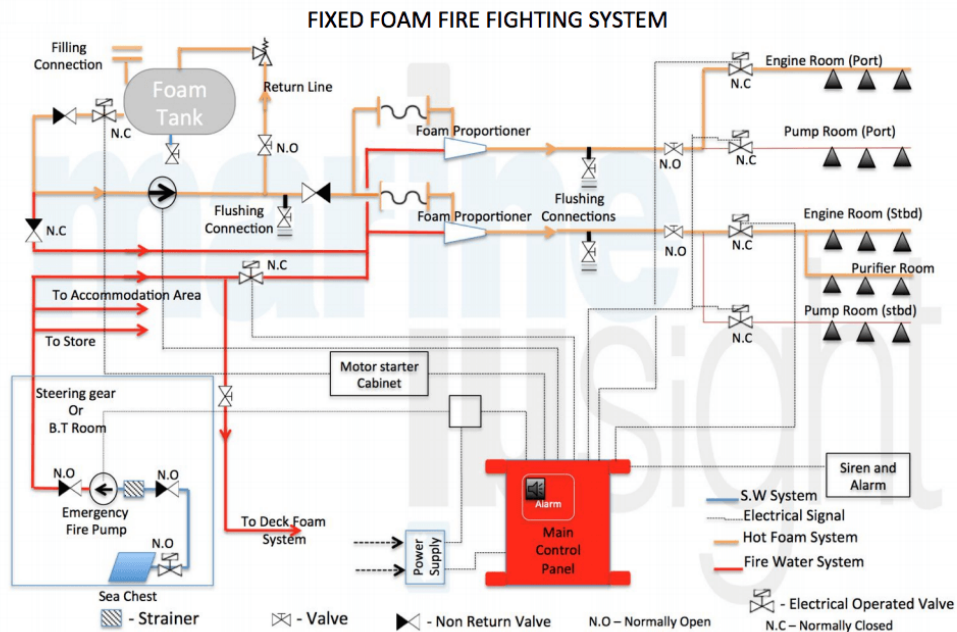 FIXED FOAM FIRE FIGHTING SYSTEM
Filling
Connection
Foam
Tank
N.C
Return Line
N.O
Foam Proportioner
N.C
Engine Room (Port)
Pump Room (Port)
N.O
N.C
Flushing
Connection
Foam Proportioner
Flushing
Connections
N.O
N.C
Engine Room (Stbd)
Purifier Room
Pump Room (stbd)
N.C
N.C
N.C
To Accommodation Area
To Store
Motor starter
Cabinet
Steering gear
Or
B.T Room
N.O
N.O
Emergency
Fire Pump
N.O
Sea Chest
To Deck Foam
System
Power
Supply
Alarm
Main
Control
Panel
Siren and
Alarm
S.W System
Electrical Signal
Hot Foam System
Fire Water System
- Strainer
- Valve
- Non Return Valve
N.O – Normally Open
- Electrical Operated Valve
N.C – Normally Closed
marine
insight